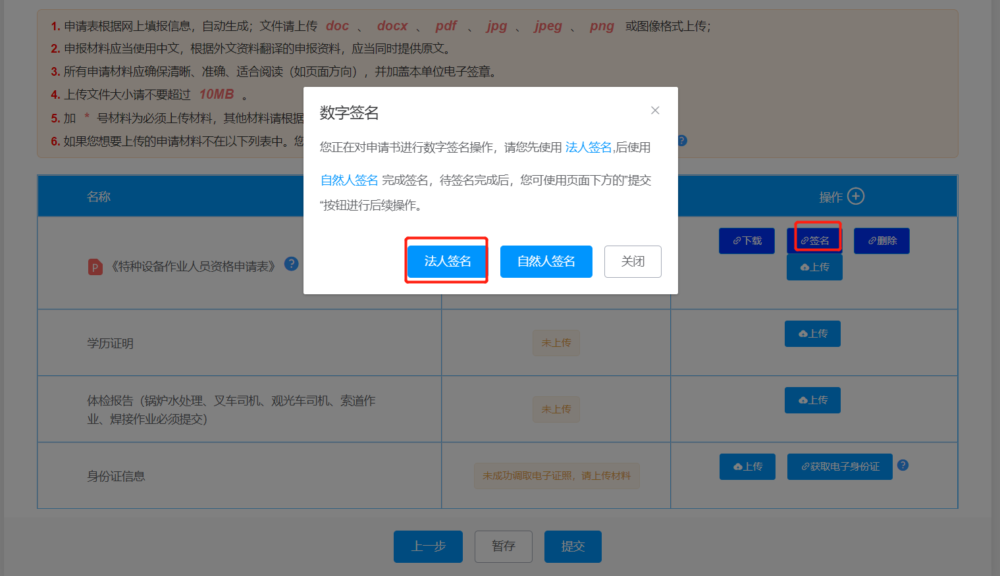 1. 申请表根据网上填报信息，自动生成；文件请上传 doc 、 docx 、 pdf 、 jpg 、 jpeg 、 png 或图像格式上传；
2. 申报材料应当使用中文，根据外文资料翻译的申报资料，应当同时提供原文。
3. 所有申请材料应确保清晰、准确、适合阅读（如页面方向），并加盖本单位电子签章。
4. 上传文件大小请不要超过 10MB 。
5. 加 * 号材料为必须上传材料，其他材料请根据
6. 如果您想要上传的申请材料不在以下列表中。您
?
数字签名
×
您正在对申请书进行数字签名操作，请您先使用 法人签名,后使用
自然人签名 完成签名，待签名完成后，您可使用页面下方的"提交
“按钮进行后续操作。
法人签名 自然人签名 关闭
名称 操作
P 《特种设备作业人员资格申请表》 ? 下载 签名 删除
上传
学历证明 未上传 上传
体检报告（锅炉水处理、叉车司机、观光车司机、索道作
业、焊接作业必须提交） 未上传 上传
身份证信息 未成功调取电子证照，请上传材料 上传 获取电子身份证 ?
上一步 暂存 提交